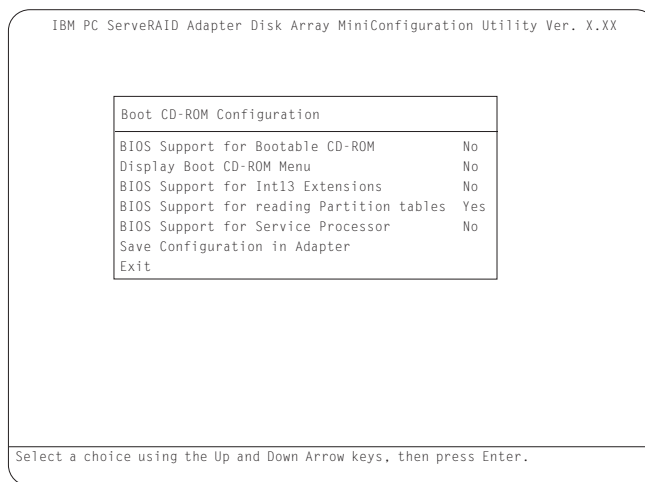 IBM PC ServeRAID Adapter Disk Array MiniConfiguration Utility Ver. X.XX
Boot CD-ROM Configuration
BIOS Support for Bootable CD-ROM No
Display Boot CD-ROM Menu No
BIOS Support for Int13 Extensions No
BIOS Support for reading Partition tables Yes
BIOS Support for Service Processor No
Save Configuration in Adapter
Exit
Select a choice using the Up and Down Arrow keys, then press Enter.